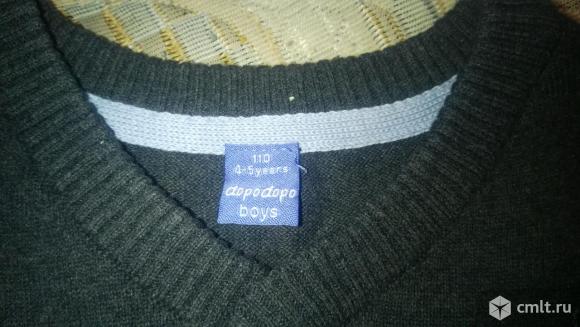 110
4-5years
dopodopo
boys
cmlt.ru